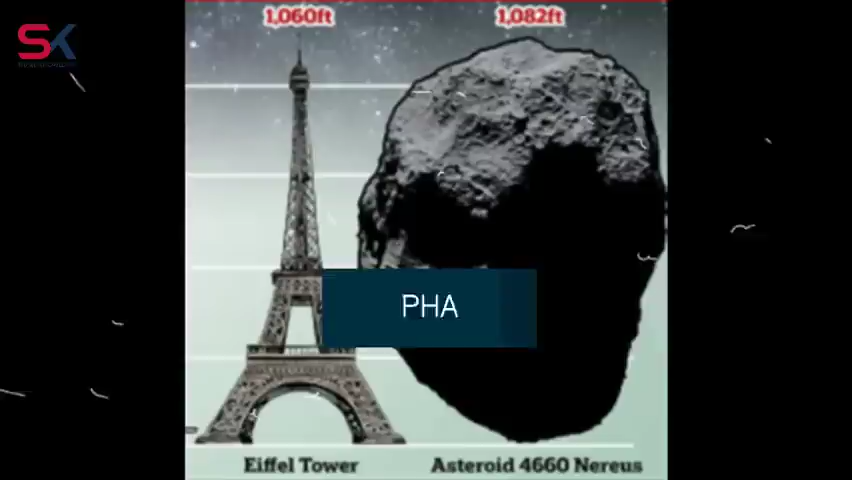 SK
1,060ft
1,082ft
PHA
Eiffel Tower
Asteroid 4660 Nereus